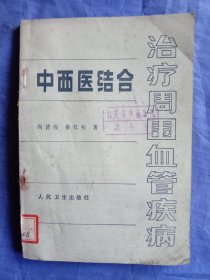 中西医结合
治疗周围血管疾病
尚德俊 秦红松 著
人民卫生出版社